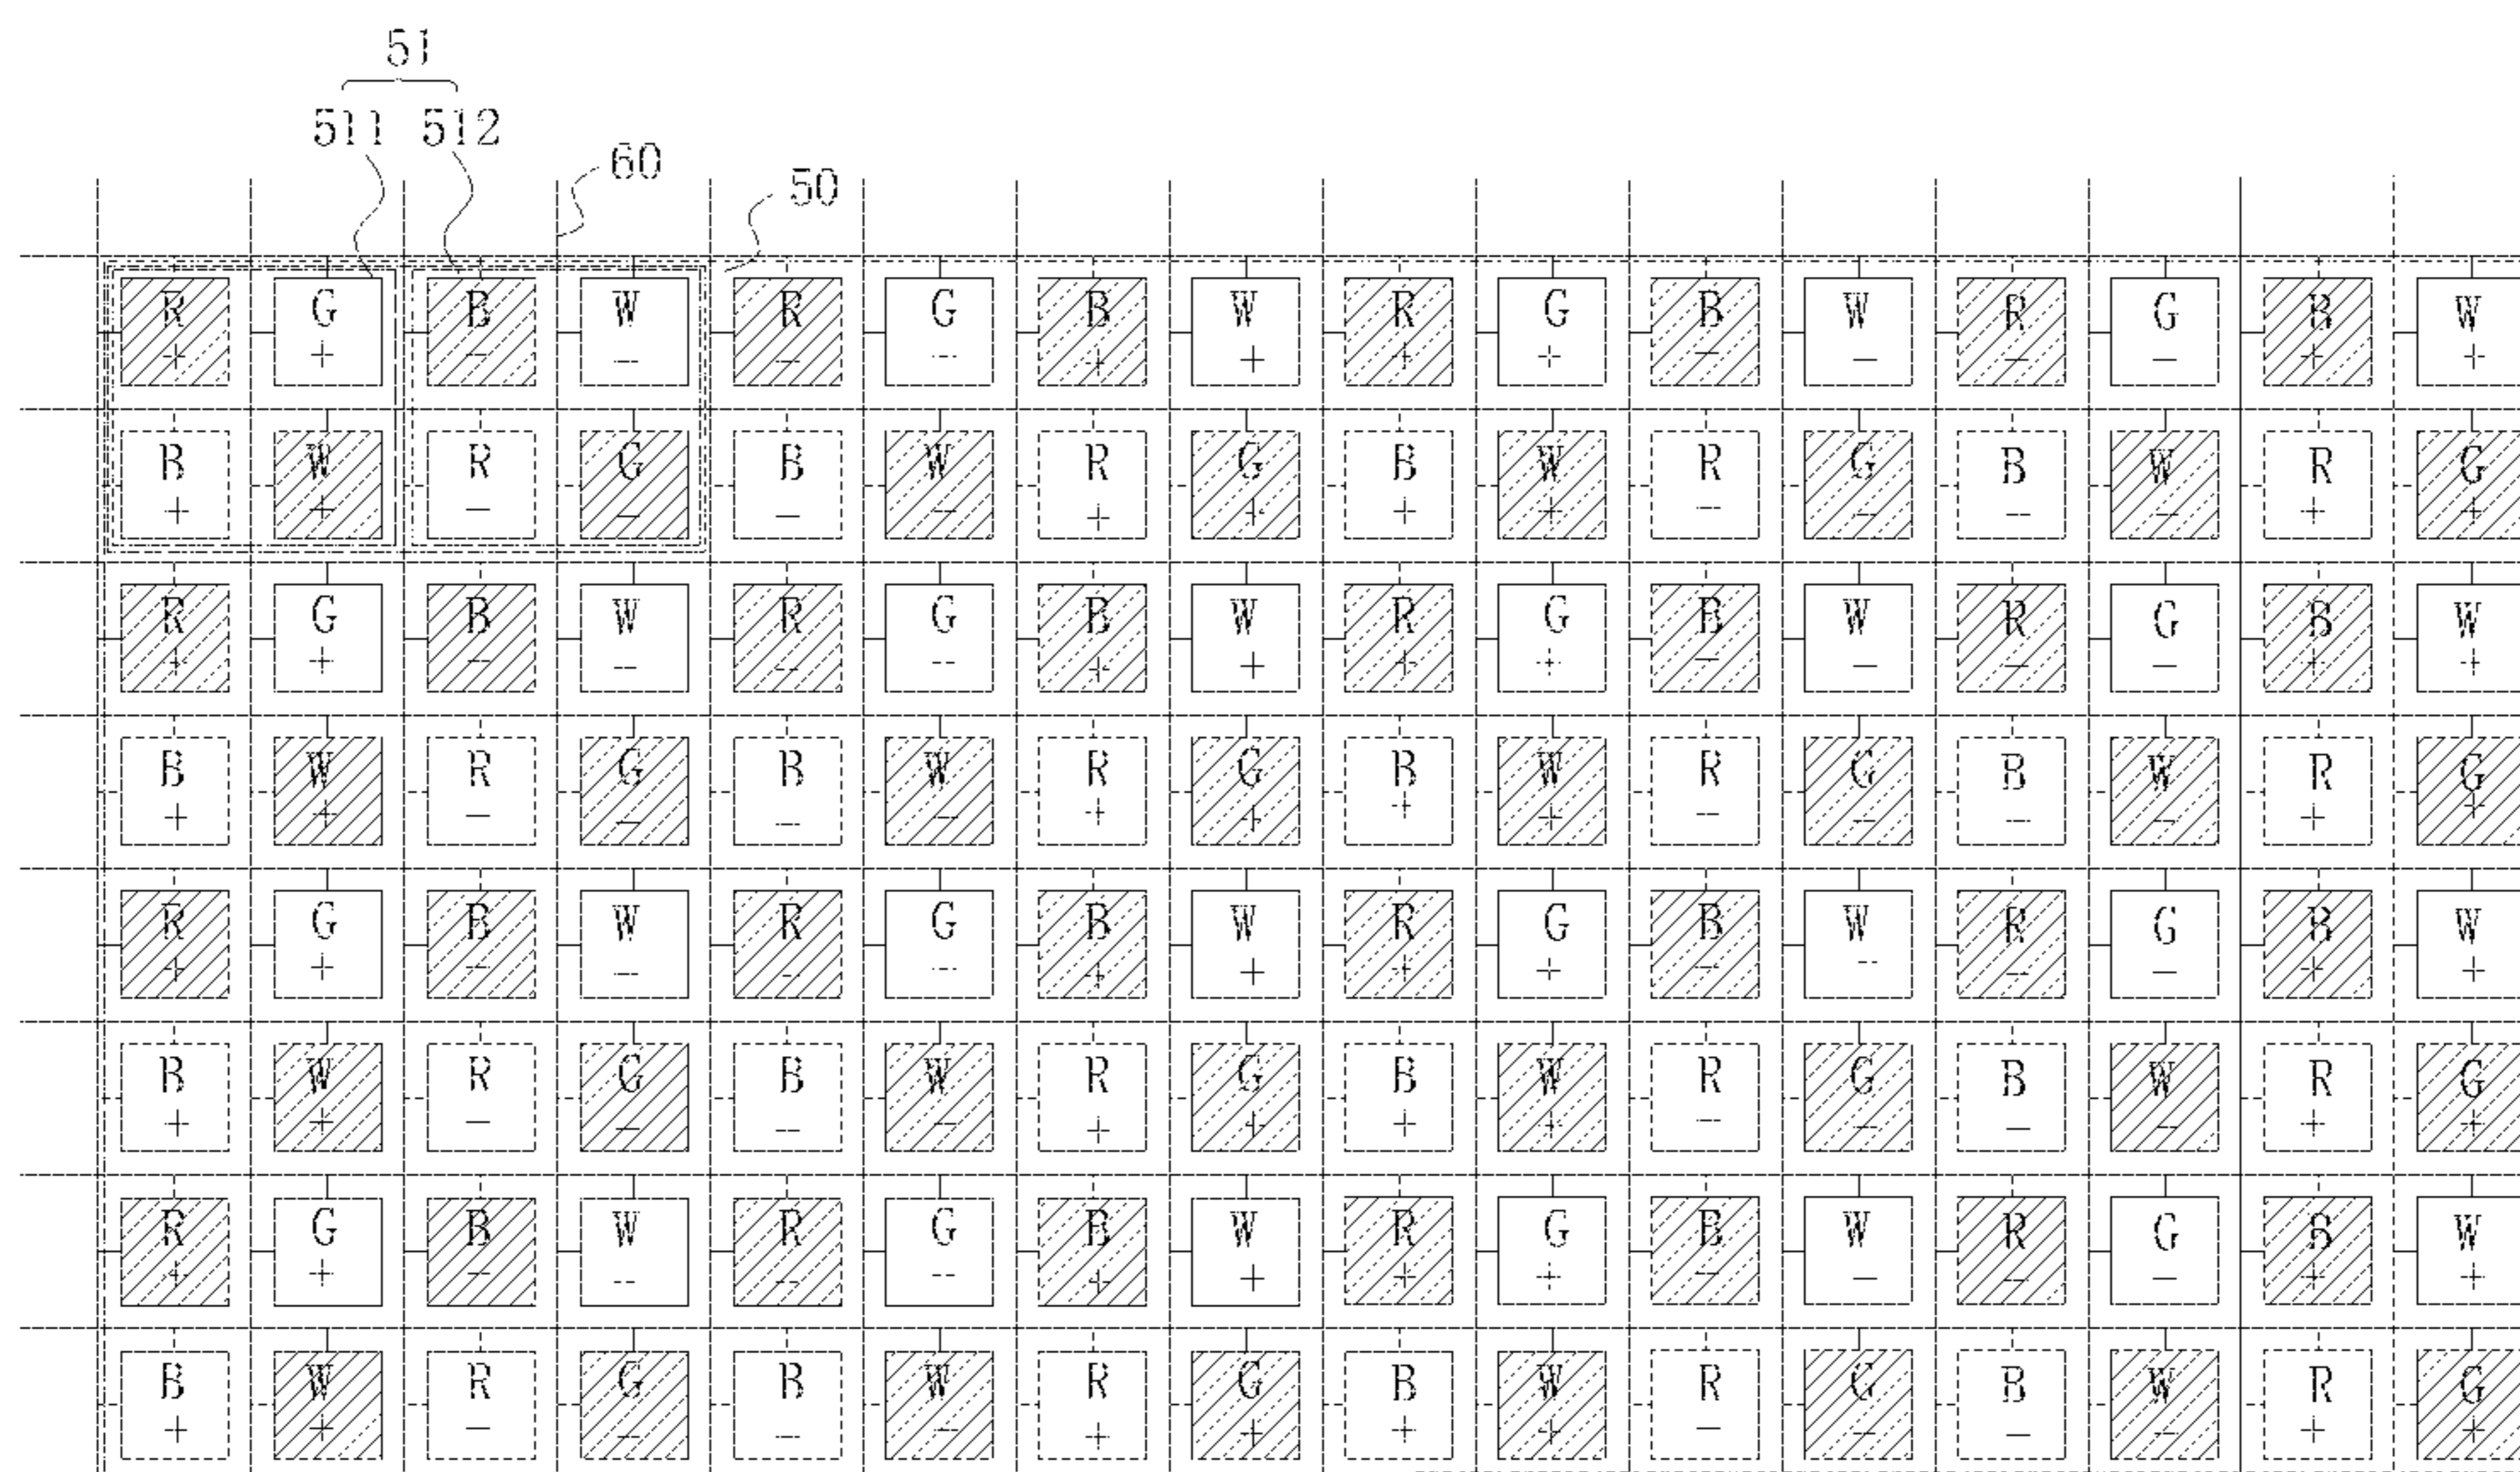 51
511 512
60
50
R G B W R G B W R G B W R G B W
+ + − − − − + + + + − − − − + +
B W R G B W R G B W R G B W R G
+ + − − − − + + + + − − − − + +
R G B W R G B W R G B W R G B W
+ + − − − − + + + + − − − − + +
B W R G B W R G B W R G B W R G
+ + − − − − + + + + − − − − + +
R G B W R G B W R G B W R G B W
+ + − − − − + + + + − − − − + +
B W R G B W R G B W R G B W R G
+ + − − − − + + + + − − − − + +
R G B W R G B W R G B W R G B W
+ + − − − − + + + + − − − − + +
B W R G B W R G B W R G B W R G
+ + − − − − + + + + − − − − + +